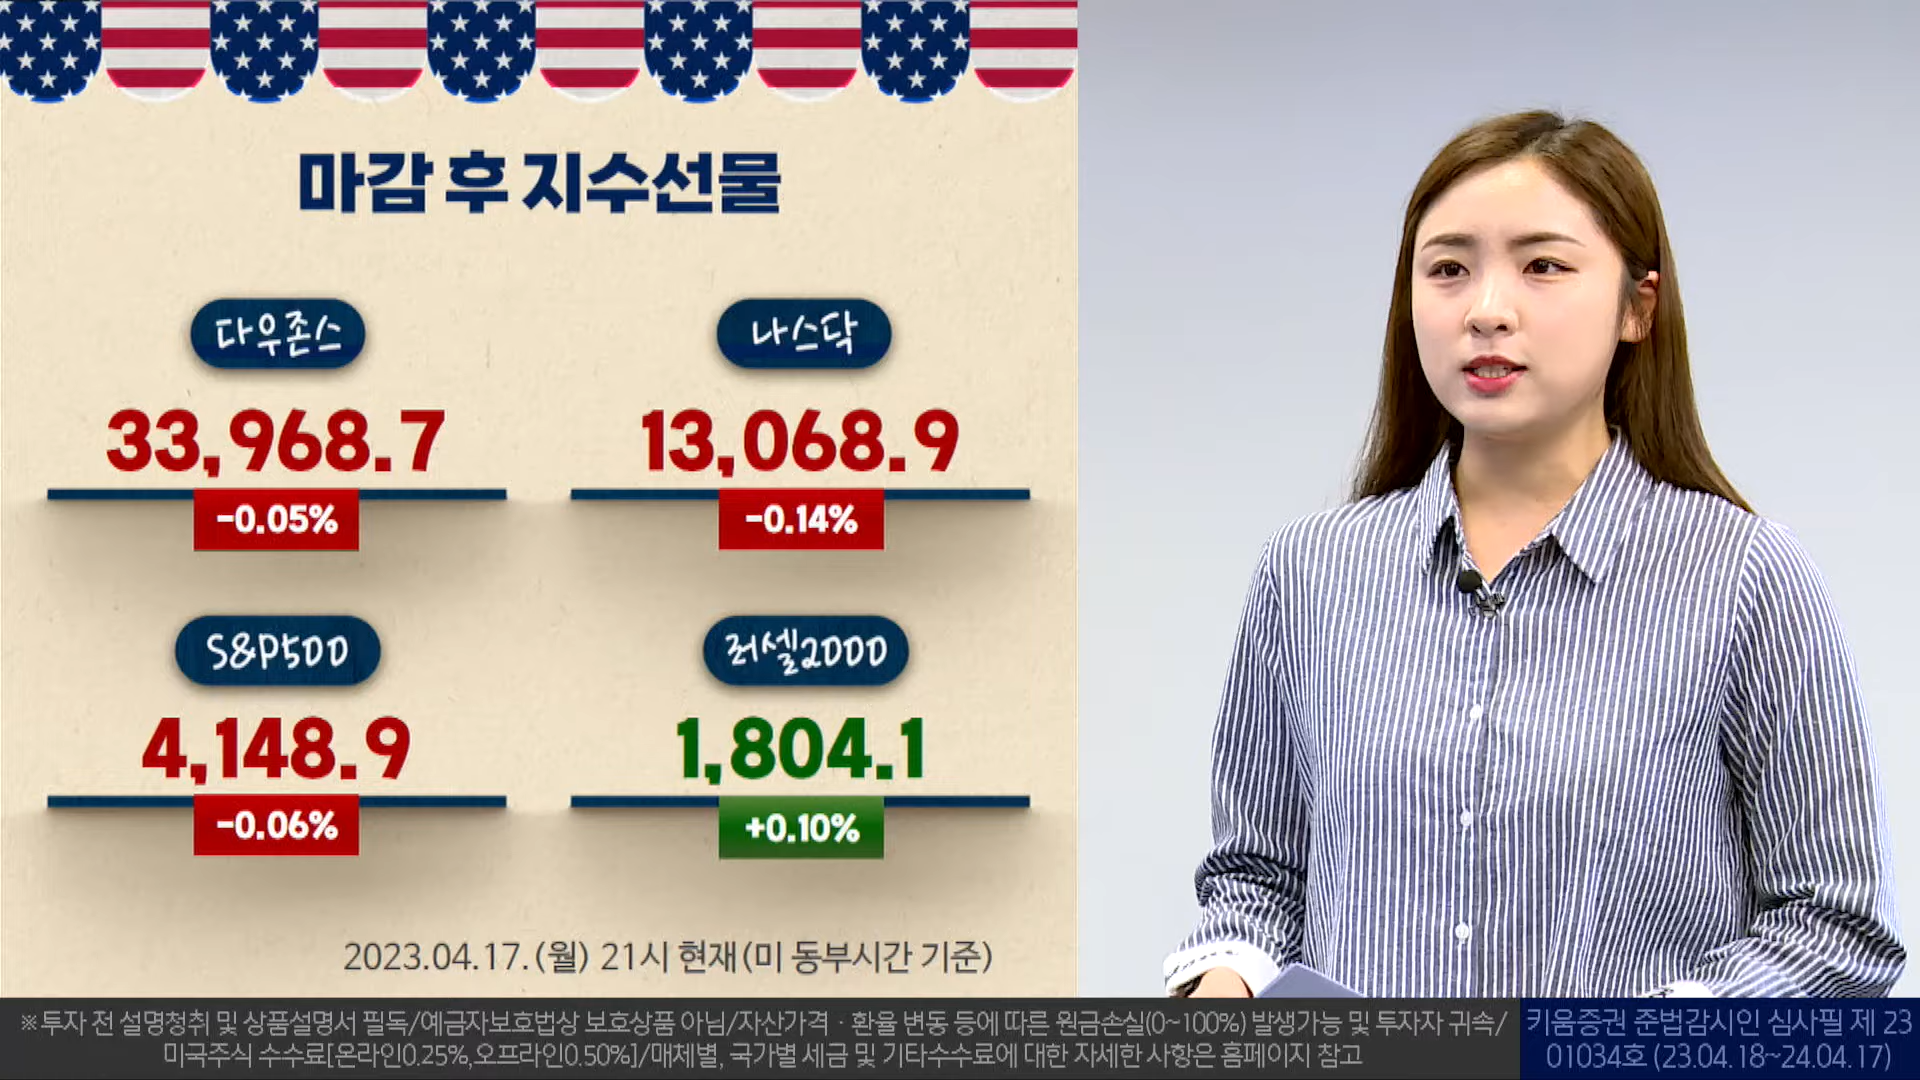 마감 후 지수선물
다우존스
나스닥
33,968.7
13,068.9
-0.05%
-0.14%
S&P500
러셀2000
4,148.9
1,804.1
-0.06%
+0.10%
2023.04.17.(월) 21시 현재(미 동부시간 기준)
※투자 전 설명청취 및 상품설명서 필독/예금자보호법상 보호상품 아님/자산가격 · 환율 변동 등에 따른 원금손실(0~100%) 발생가능 및 투자자 귀속/
미국주식 수수료[온라인0.25%,오프라인0.50%]/매체별, 국가별 세금 및 기타수수료에 대한 자세한 사항은 홈페이지 참고
키움증권 준법감시인 심사필 제 23
01034호 (23.04.18~24.04.17)